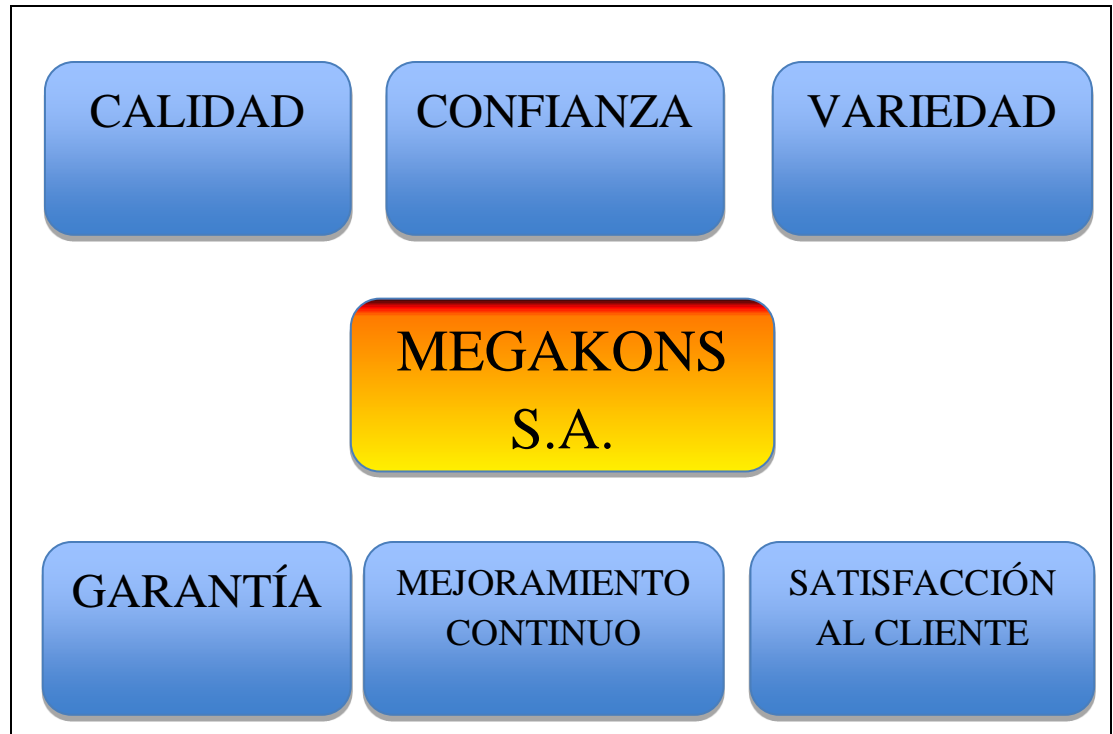 CALIDAD
CONFIANZA
VARIEDAD
MEGAKONS
S.A.
GARANTÍA
MEJORAMIENTO
CONTINUO
SATISFACCIÓN
AL CLIENTE